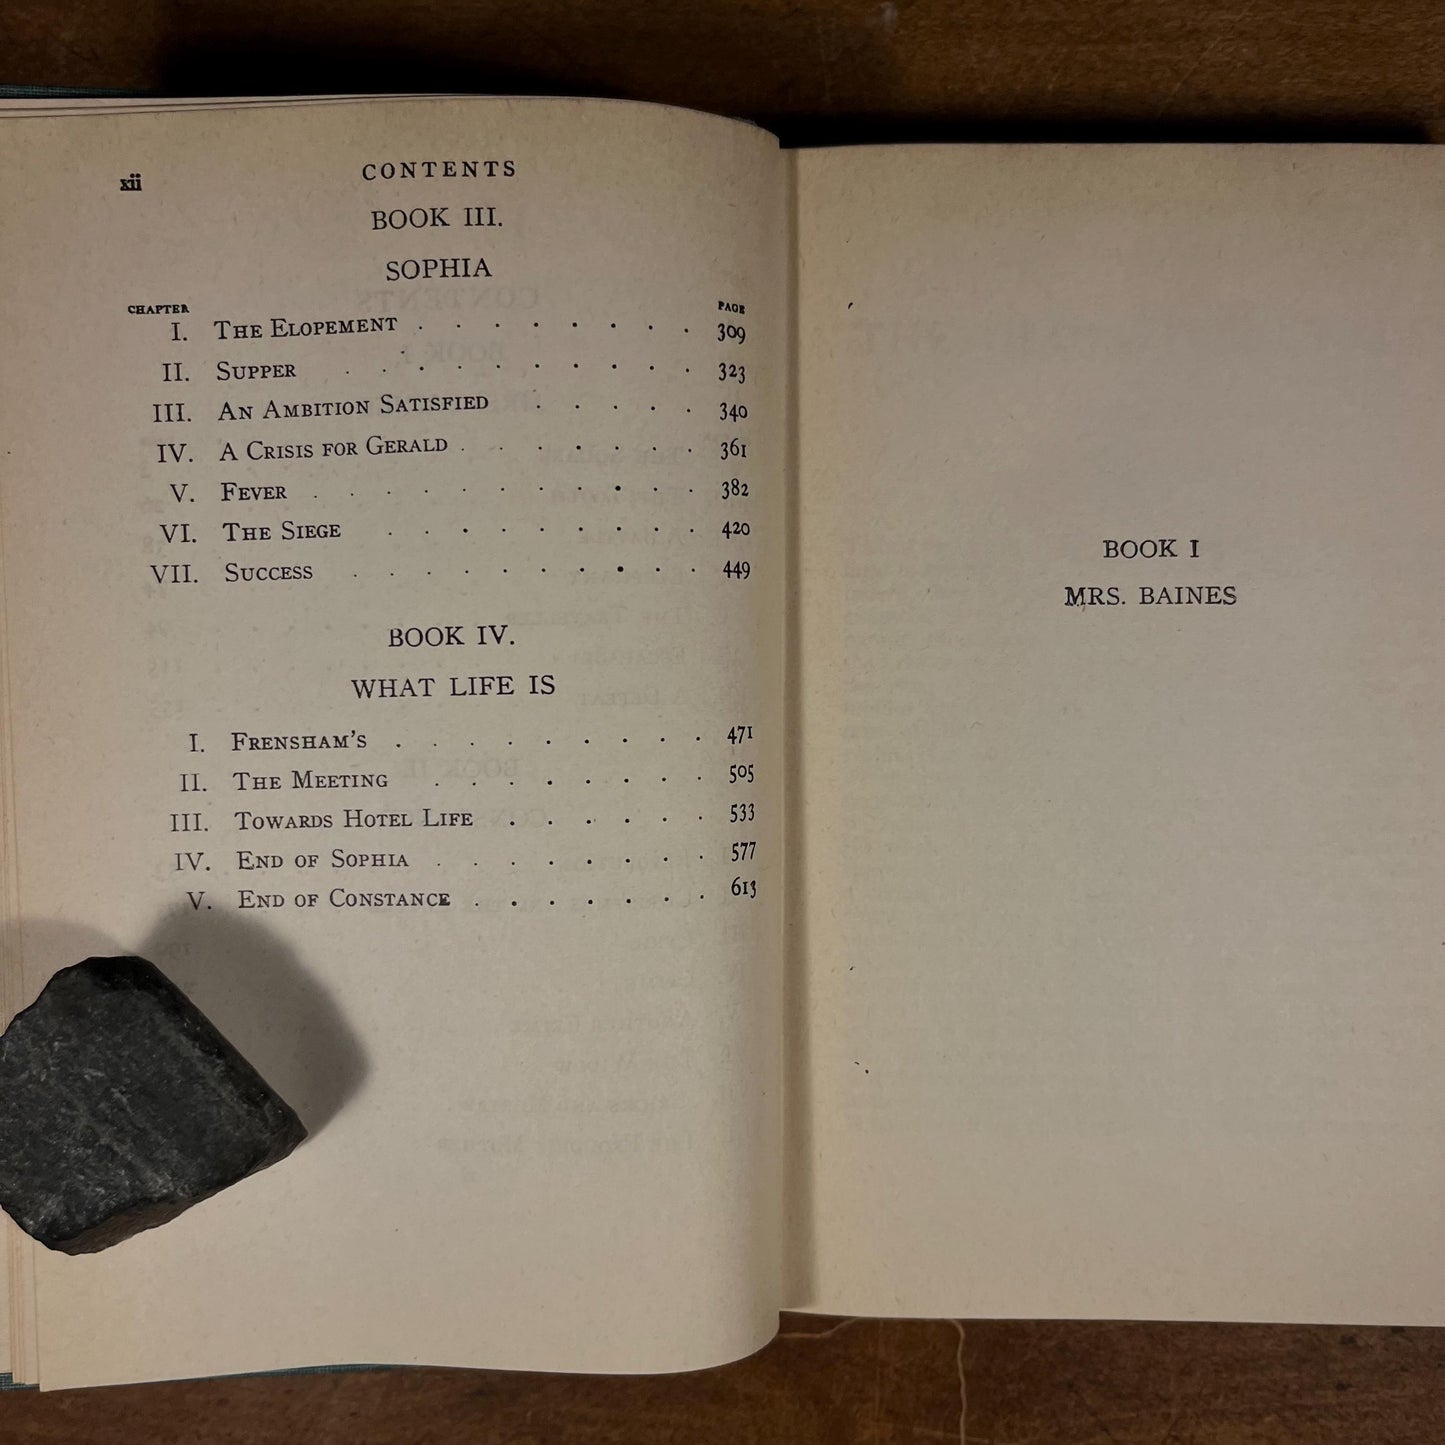 xii
CONTENTS
BOOK III.
SOPHIA
CHAPTER PAGE
I. THE ELOPEMENT . . . . . . . . 309
II. SUPPER . . . . . . . . . . 323
III. AN AMBITION SATISFIED . . . . . 340
IV. A CRISIS FOR GERALD . . . . . . . 361
V. FEVER . . . . . . . . . . . 382
VI. THE SIEGE . . . . . . . . . 420
VII. SUCCESS . . . . . . . . . . 449
BOOK IV.
WHAT LIFE IS
I. FRENSHAM'S . . . . . . . . . 471
II. THE MEETING . . . . . . . . 505
III. TOWARDS HOTEL LIFE . . . . . . 533
IV. END OF SOPHIA . . . . . . . . 577
V. END OF CONSTANCE . . . . . . . 613
BOOK I
MRS. BAINES